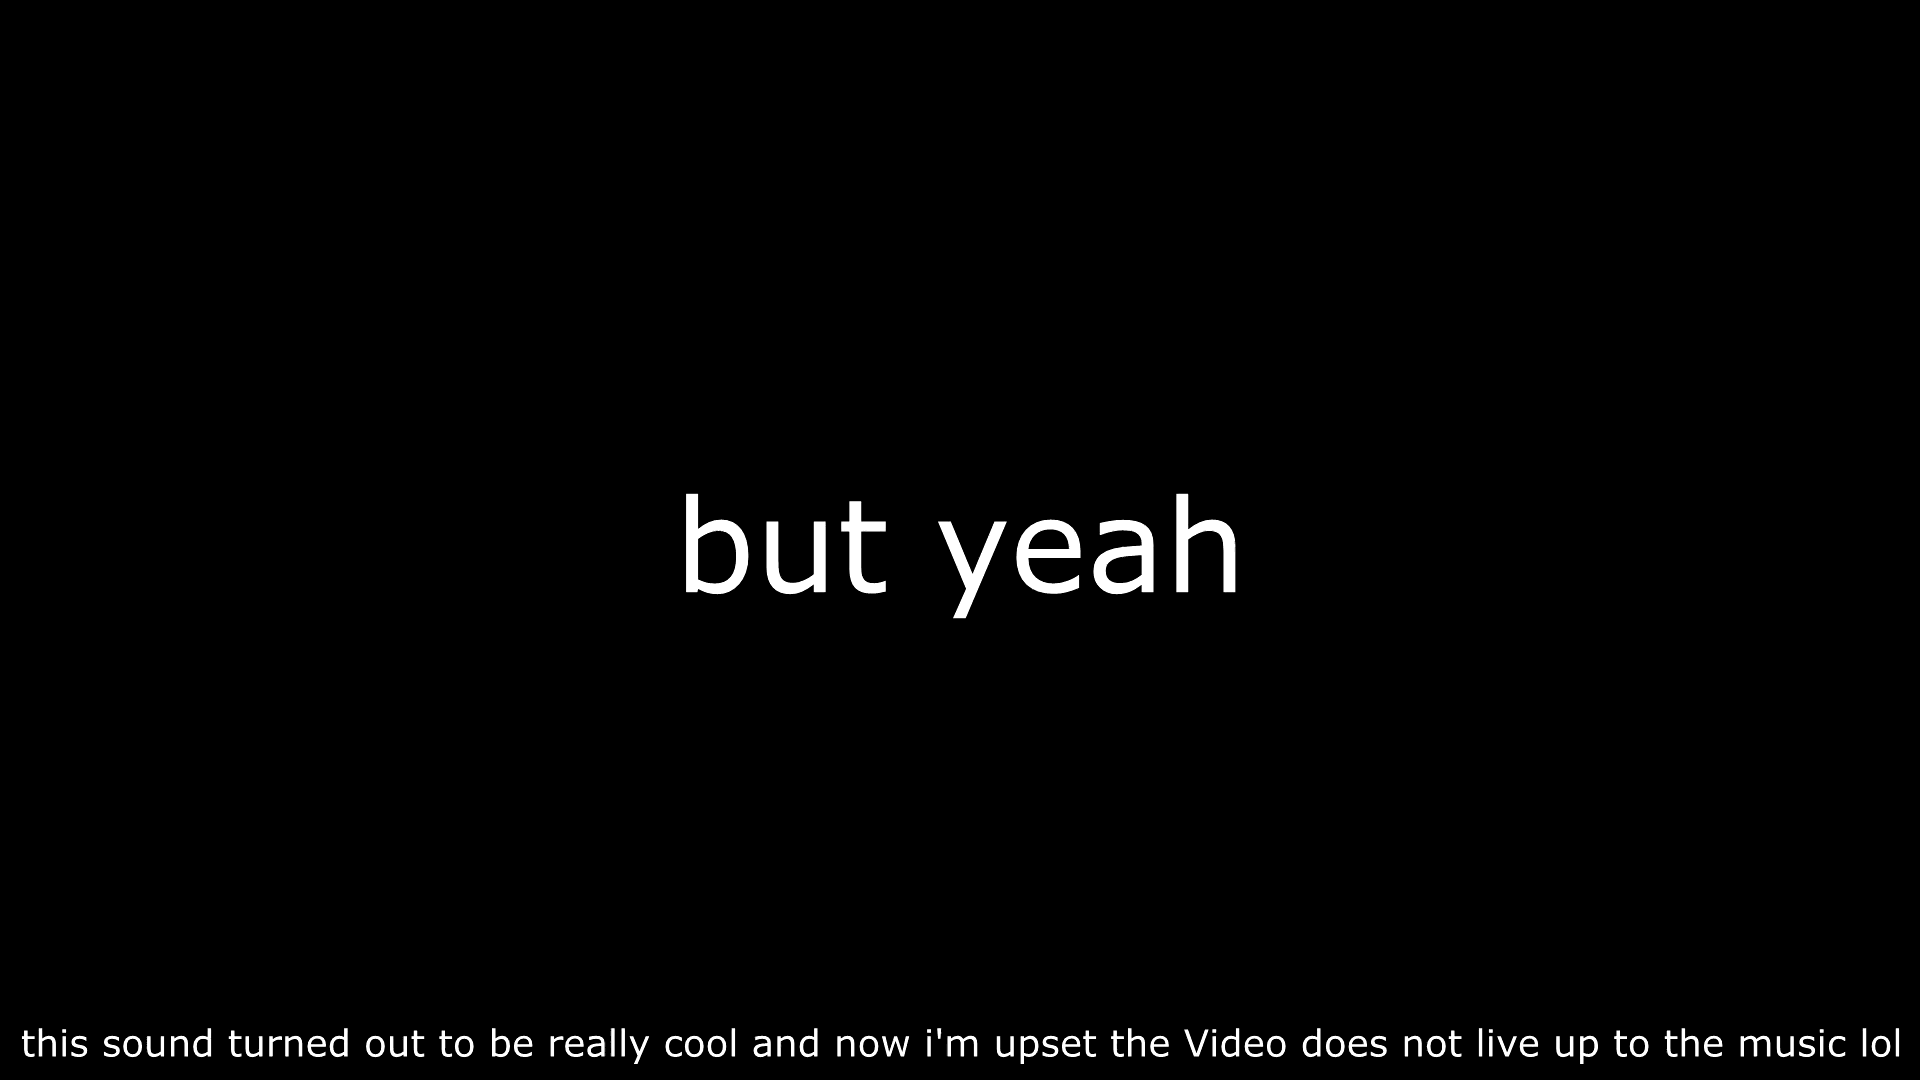 but yeah
this sound turned out to be really cool and now i'm upset the Video does not live up to the music lol